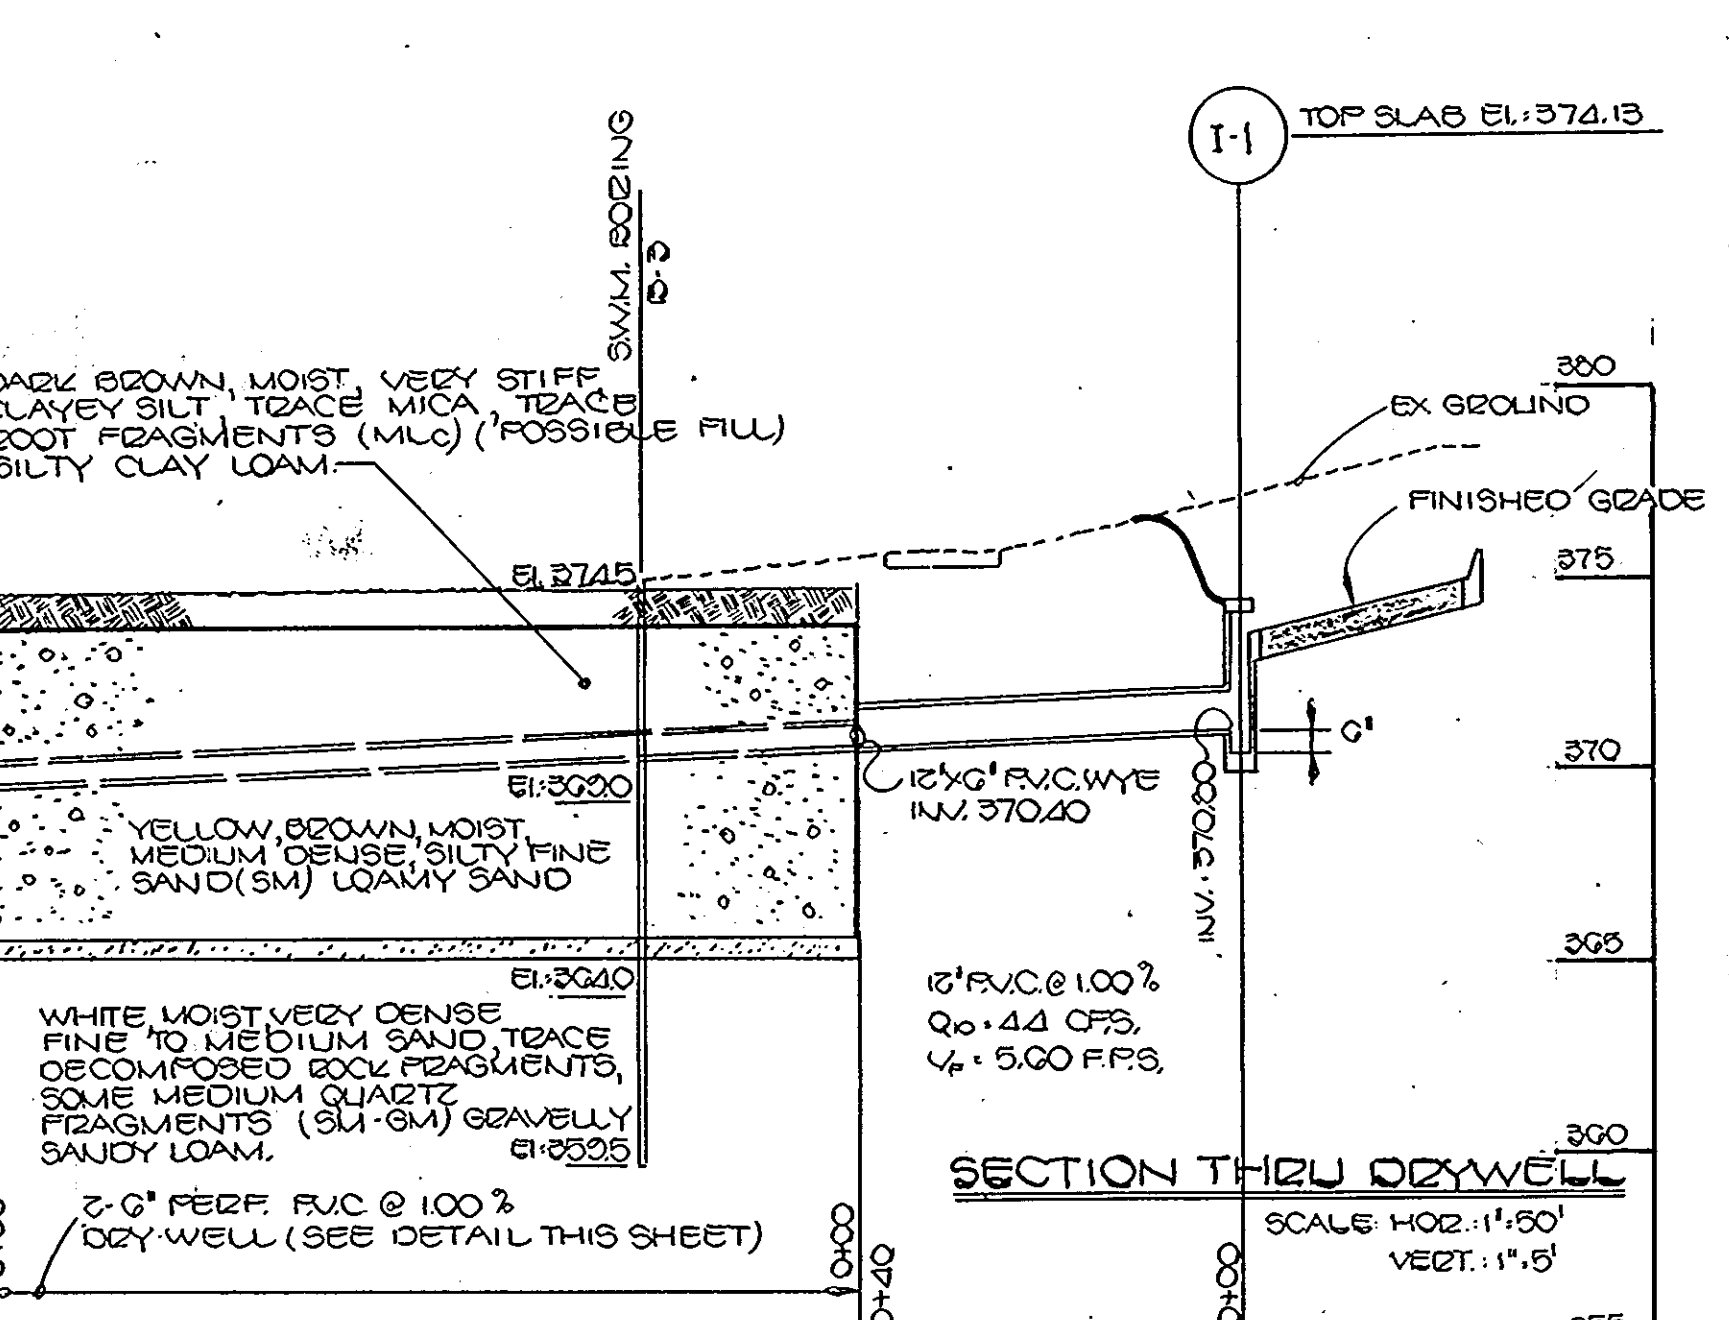 I-1
TOP SLAB El.:374.13
S.W.M. BORING
B-3
DARK BROWN, MOIST, VERY STIFF,
CLAYEY SILT, TRACE MICA, TRACE
ROOT FRAGMENTS (MLc) ('POSSIBLE FILL)
SILTY CLAY LOAM.
380
EX. GROUND
FINISHED GRADE
375
El. 374.5
6"
370
12"X6" P.V.C. WYE
INV. 370.40
INV. 370.80
El.:369.0
YELLOW, BROWN, MOIST,
MEDIUM DENSE, SILTY FINE
SAND (SM) LOAMY SAND
365
El.:364.0
12" P.V.C. @ 1.00%
Q10 = 4.4 C.F.S.
VF = 5.60 F.P.S.
WHITE, MOIST, VERY DENSE
FINE TO MEDIUM SAND, TRACE
DECOMPOSED ROCK FRAGMENTS,
SOME MEDIUM QUARTZ
FRAGMENTS (SM-GM) GRAVELLY
SANDY LOAM.
El.:359.5
360
SECTION THRU DRYWELL
SCALE: HOR.: 1"=50'
VERT.: 1"=5'
2-6" PERF. P.V.C @ 1.00%
DRY-WELL (SEE DETAIL THIS SHEET)
0+00
0+40
0+00